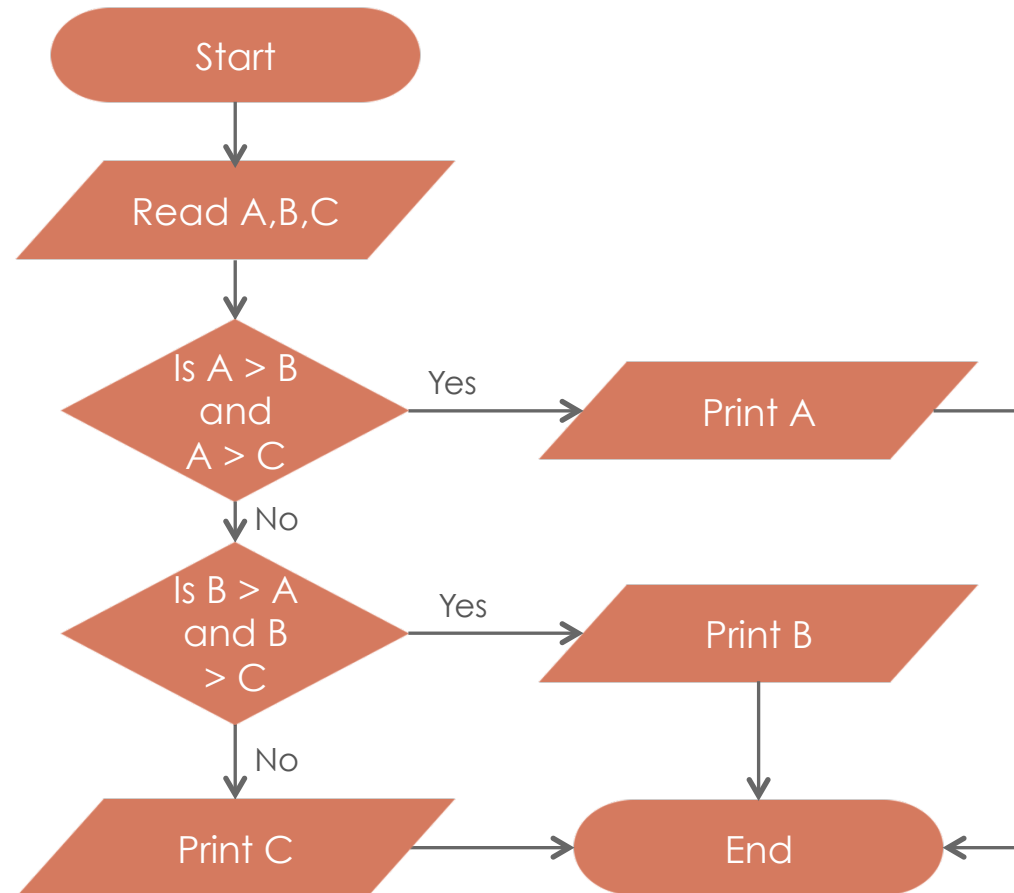 Start
Read A,B,C
Is A > B
and
A > C
Yes
Print A
No
Is B > A
and B
> C
Yes
Print B
No
Print C
End